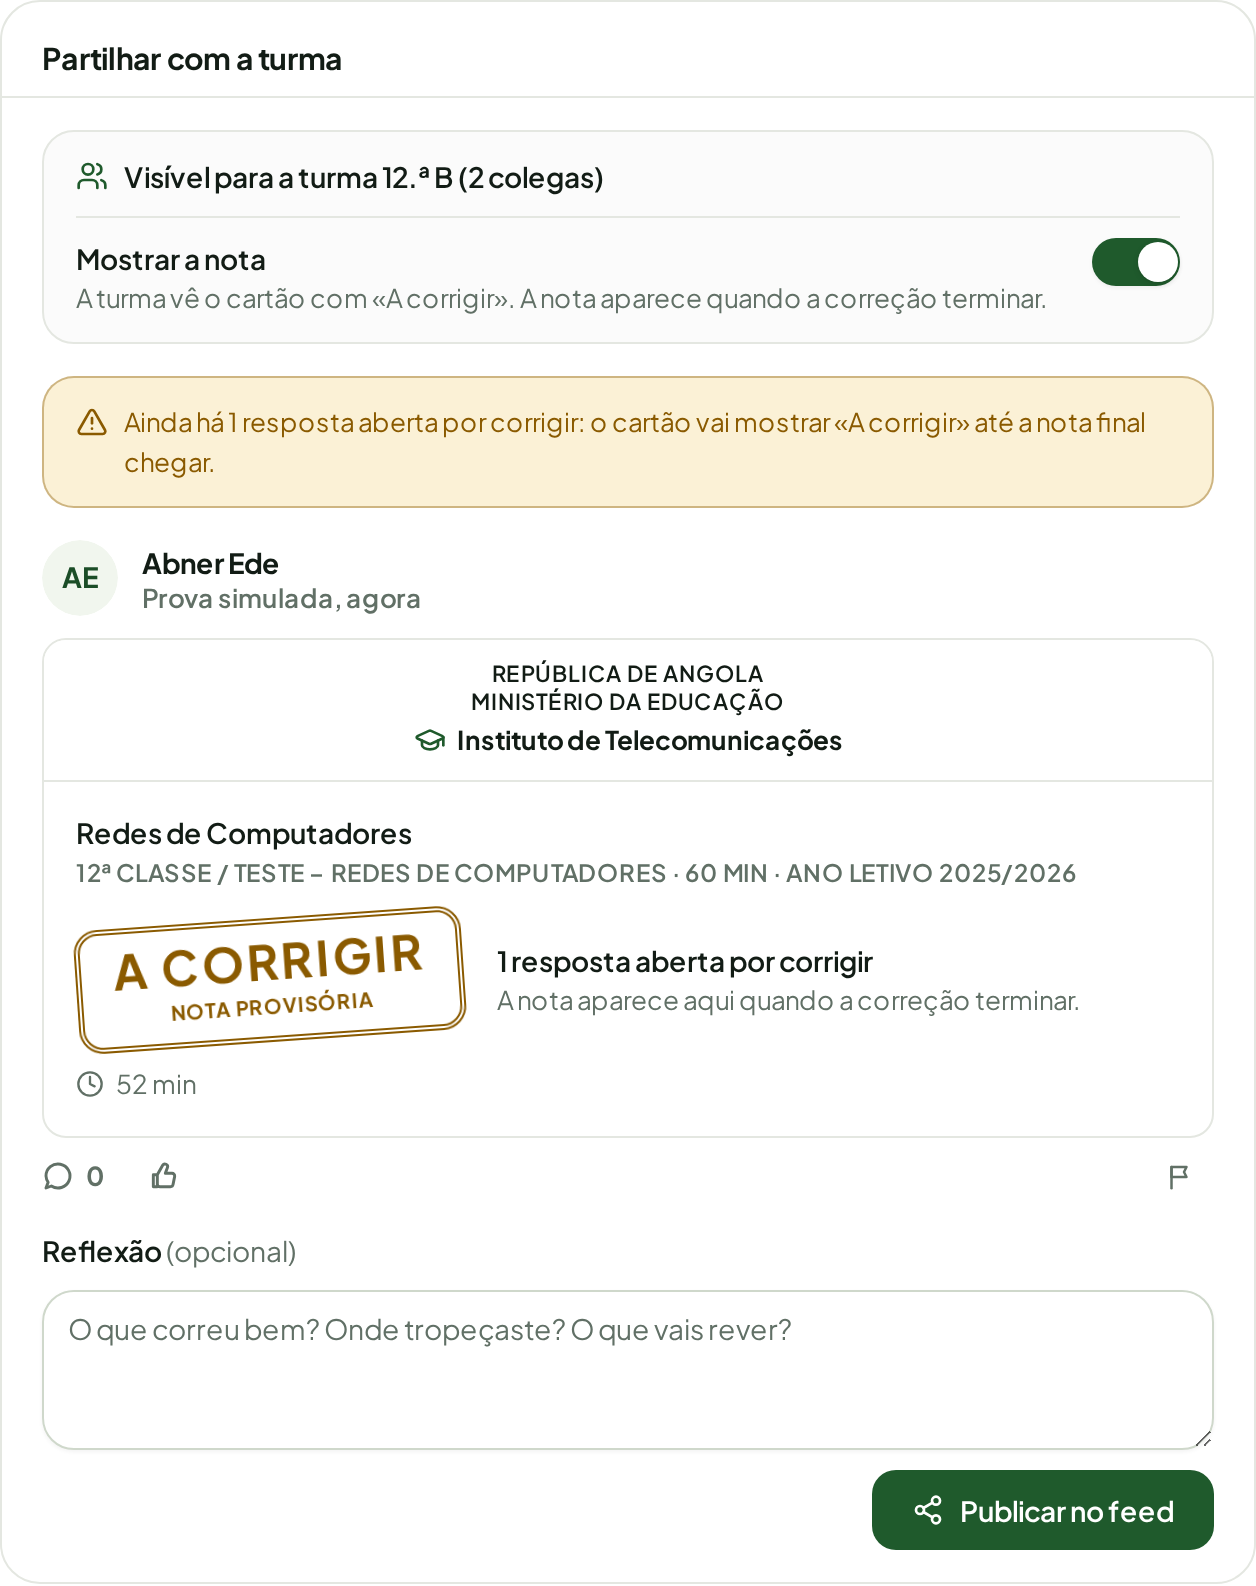 Partilhar com a turma
Visível para a turma 12.ª B (2 colegas)
Mostrar a nota
A turma vê o cartão com «A corrigir». A nota aparece quando a correção terminar.
Ainda há 1 resposta aberta por corrigir: o cartão vai mostrar «A corrigir» até a nota final
chegar.
AE
Abner Ede
Prova simulada, agora
REPÚBLICA DE ANGOLA
MINISTÉRIO DA EDUCAÇÃO
Instituto de Telecomunicações
Redes de Computadores
12ª CLASSE / TESTE – REDES DE COMPUTADORES · 60 MIN · ANO LETIVO 2025/2026
A CORRIGIR
NOTA PROVISÓRIA
1 resposta aberta por corrigir
A nota aparece aqui quando a correção terminar.
52 min
0
Reflexão (opcional)
O que correu bem? Onde tropeçaste? O que vais rever?
Publicar no feed